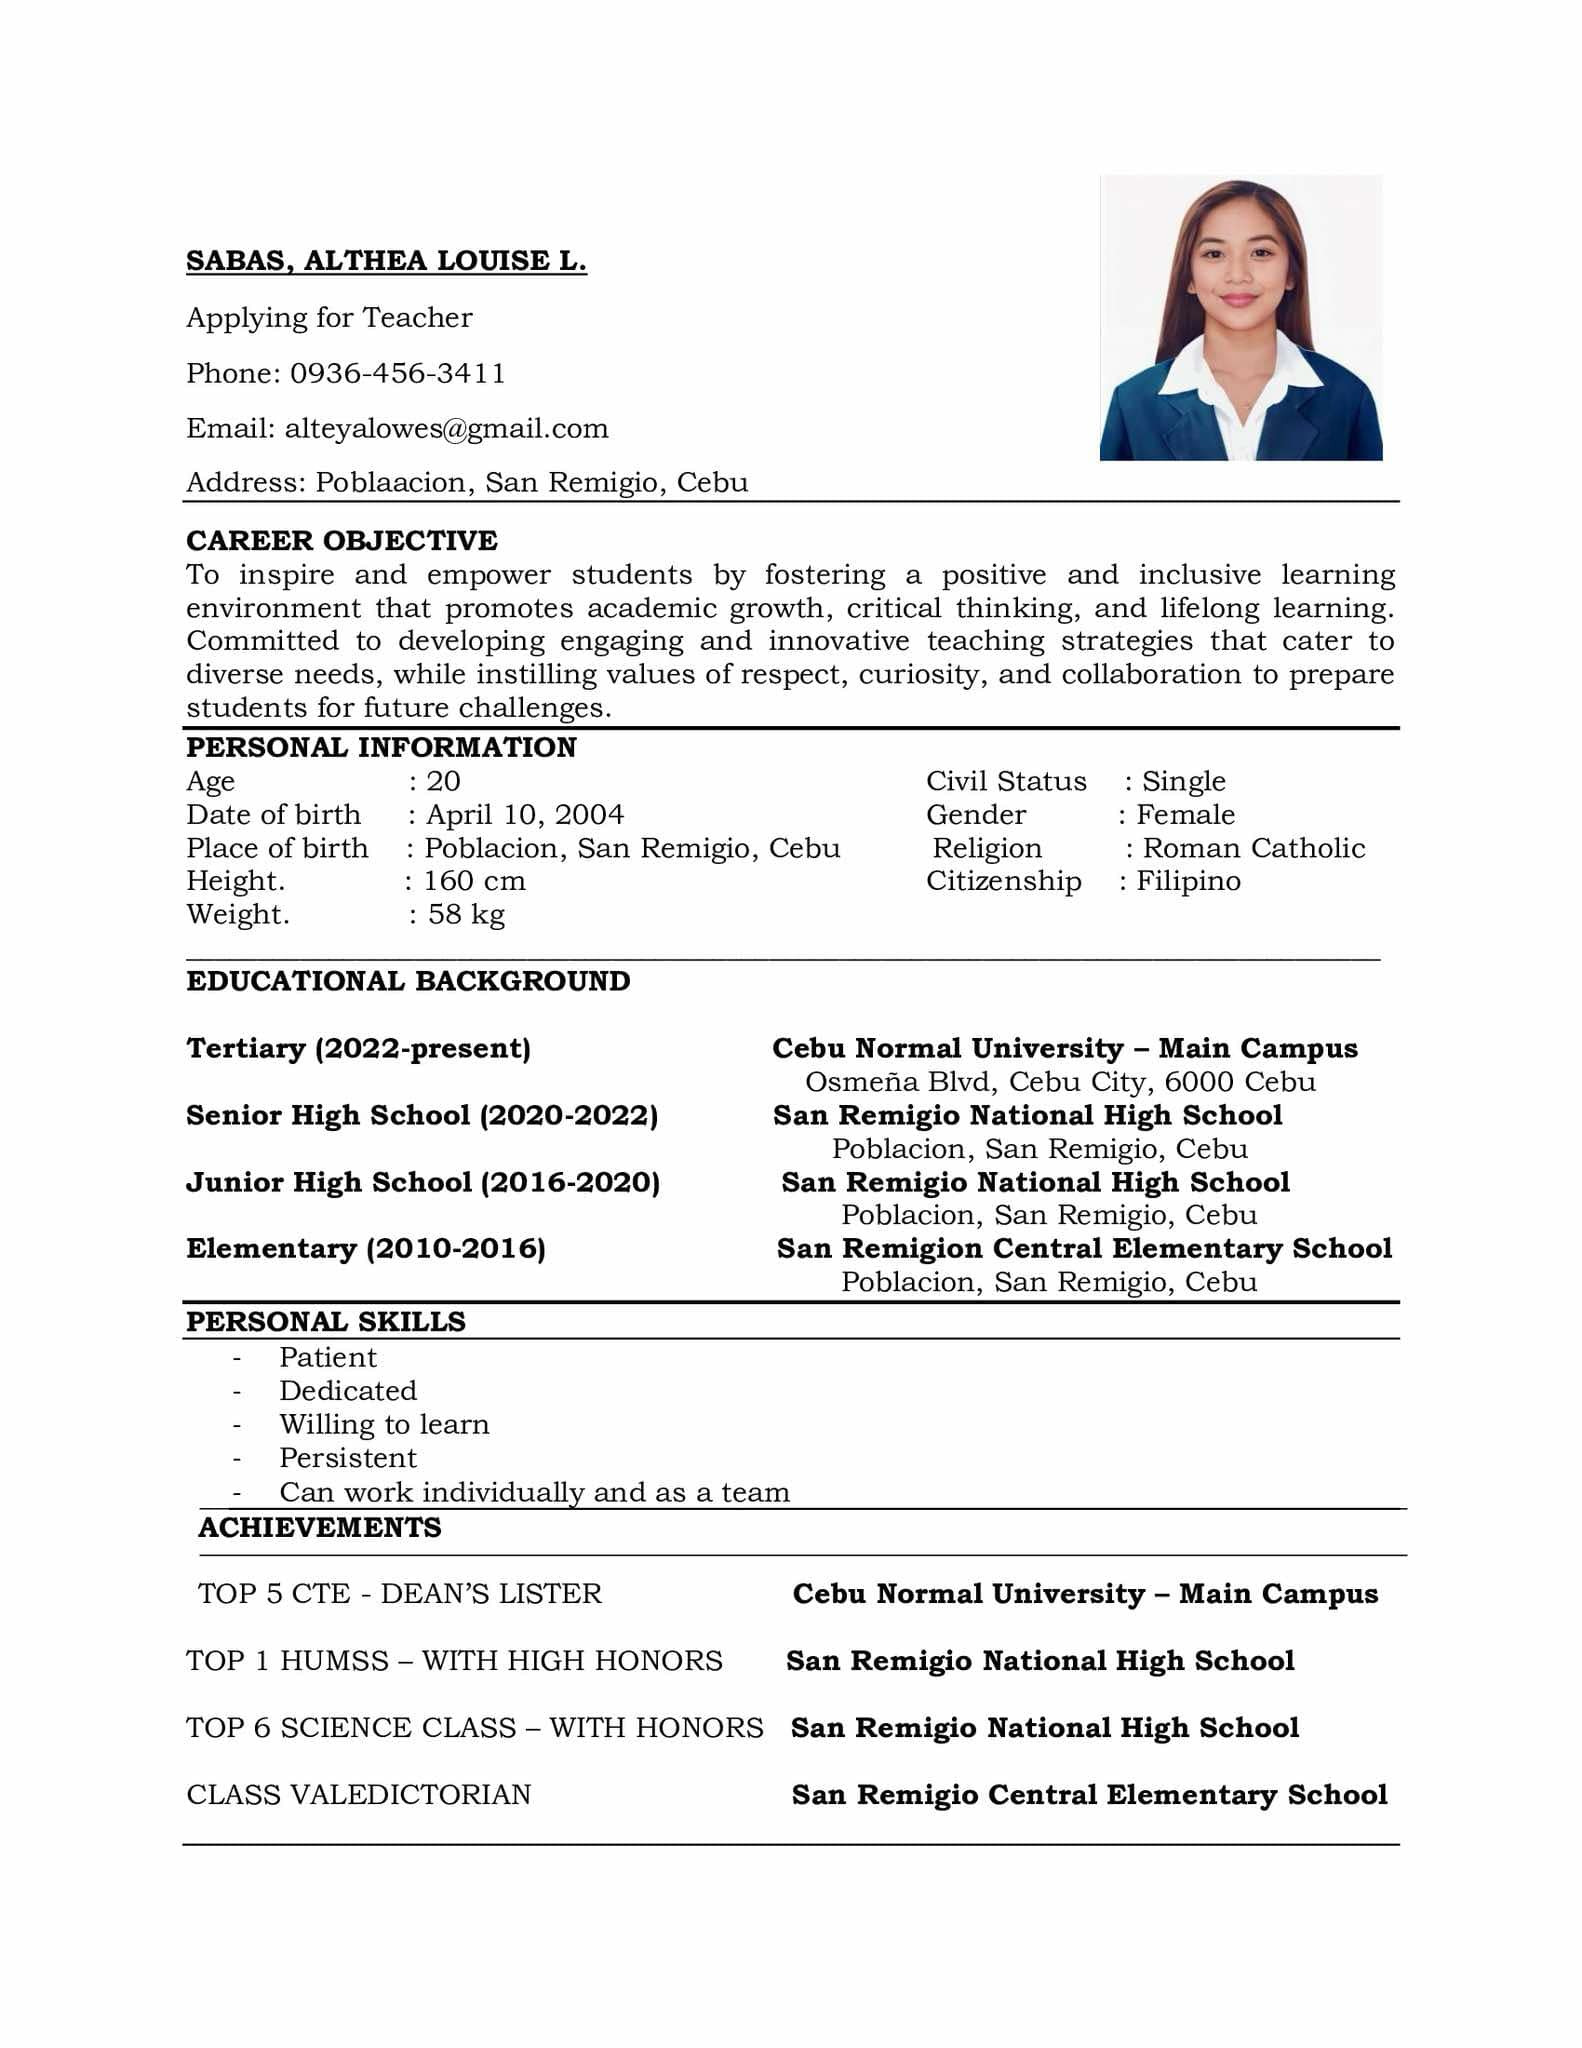 SABAS, ALTHEA LOUISE L.
Applying for Teacher
Phone: 0936-456-3411
Email: alteyalowes@gmail.com
Address: Poblaacion, San Remigio, Cebu
CAREER OBJECTIVE
To inspire and empower students by fostering a positive and inclusive learning
environment that promotes academic growth, critical thinking, and lifelong learning.
Committed to developing engaging and innovative teaching strategies that cater to
diverse needs, while instilling values of respect, curiosity, and collaboration to prepare
students for future challenges.
PERSONAL INFORMATION
Age : 20 Civil Status : Single
Date of birth : April 10, 2004 Gender : Female
Place of birth : Poblacion, San Remigio, Cebu Religion : Roman Catholic
Height. : 160 cm Citizenship : Filipino
Weight. : 58 kg
EDUCATIONAL BACKGROUND
Tertiary (2022-present) Cebu Normal University – Main Campus
Osmeña Blvd, Cebu City, 6000 Cebu
Senior High School (2020-2022) San Remigio National High School
Poblacion, San Remigio, Cebu
Junior High School (2016-2020) San Remigio National High School
Poblacion, San Remigio, Cebu
Elementary (2010-2016) San Remigion Central Elementary School
Poblacion, San Remigio, Cebu
PERSONAL SKILLS
- Patient
- Dedicated
- Willing to learn
- Persistent
- Can work individually and as a team
ACHIEVEMENTS
TOP 5 CTE - DEAN’S LISTER Cebu Normal University – Main Campus
TOP 1 HUMSS – WITH HIGH HONORS San Remigio National High School
TOP 6 SCIENCE CLASS – WITH HONORS San Remigio National High School
CLASS VALEDICTORIAN San Remigio Central Elementary School